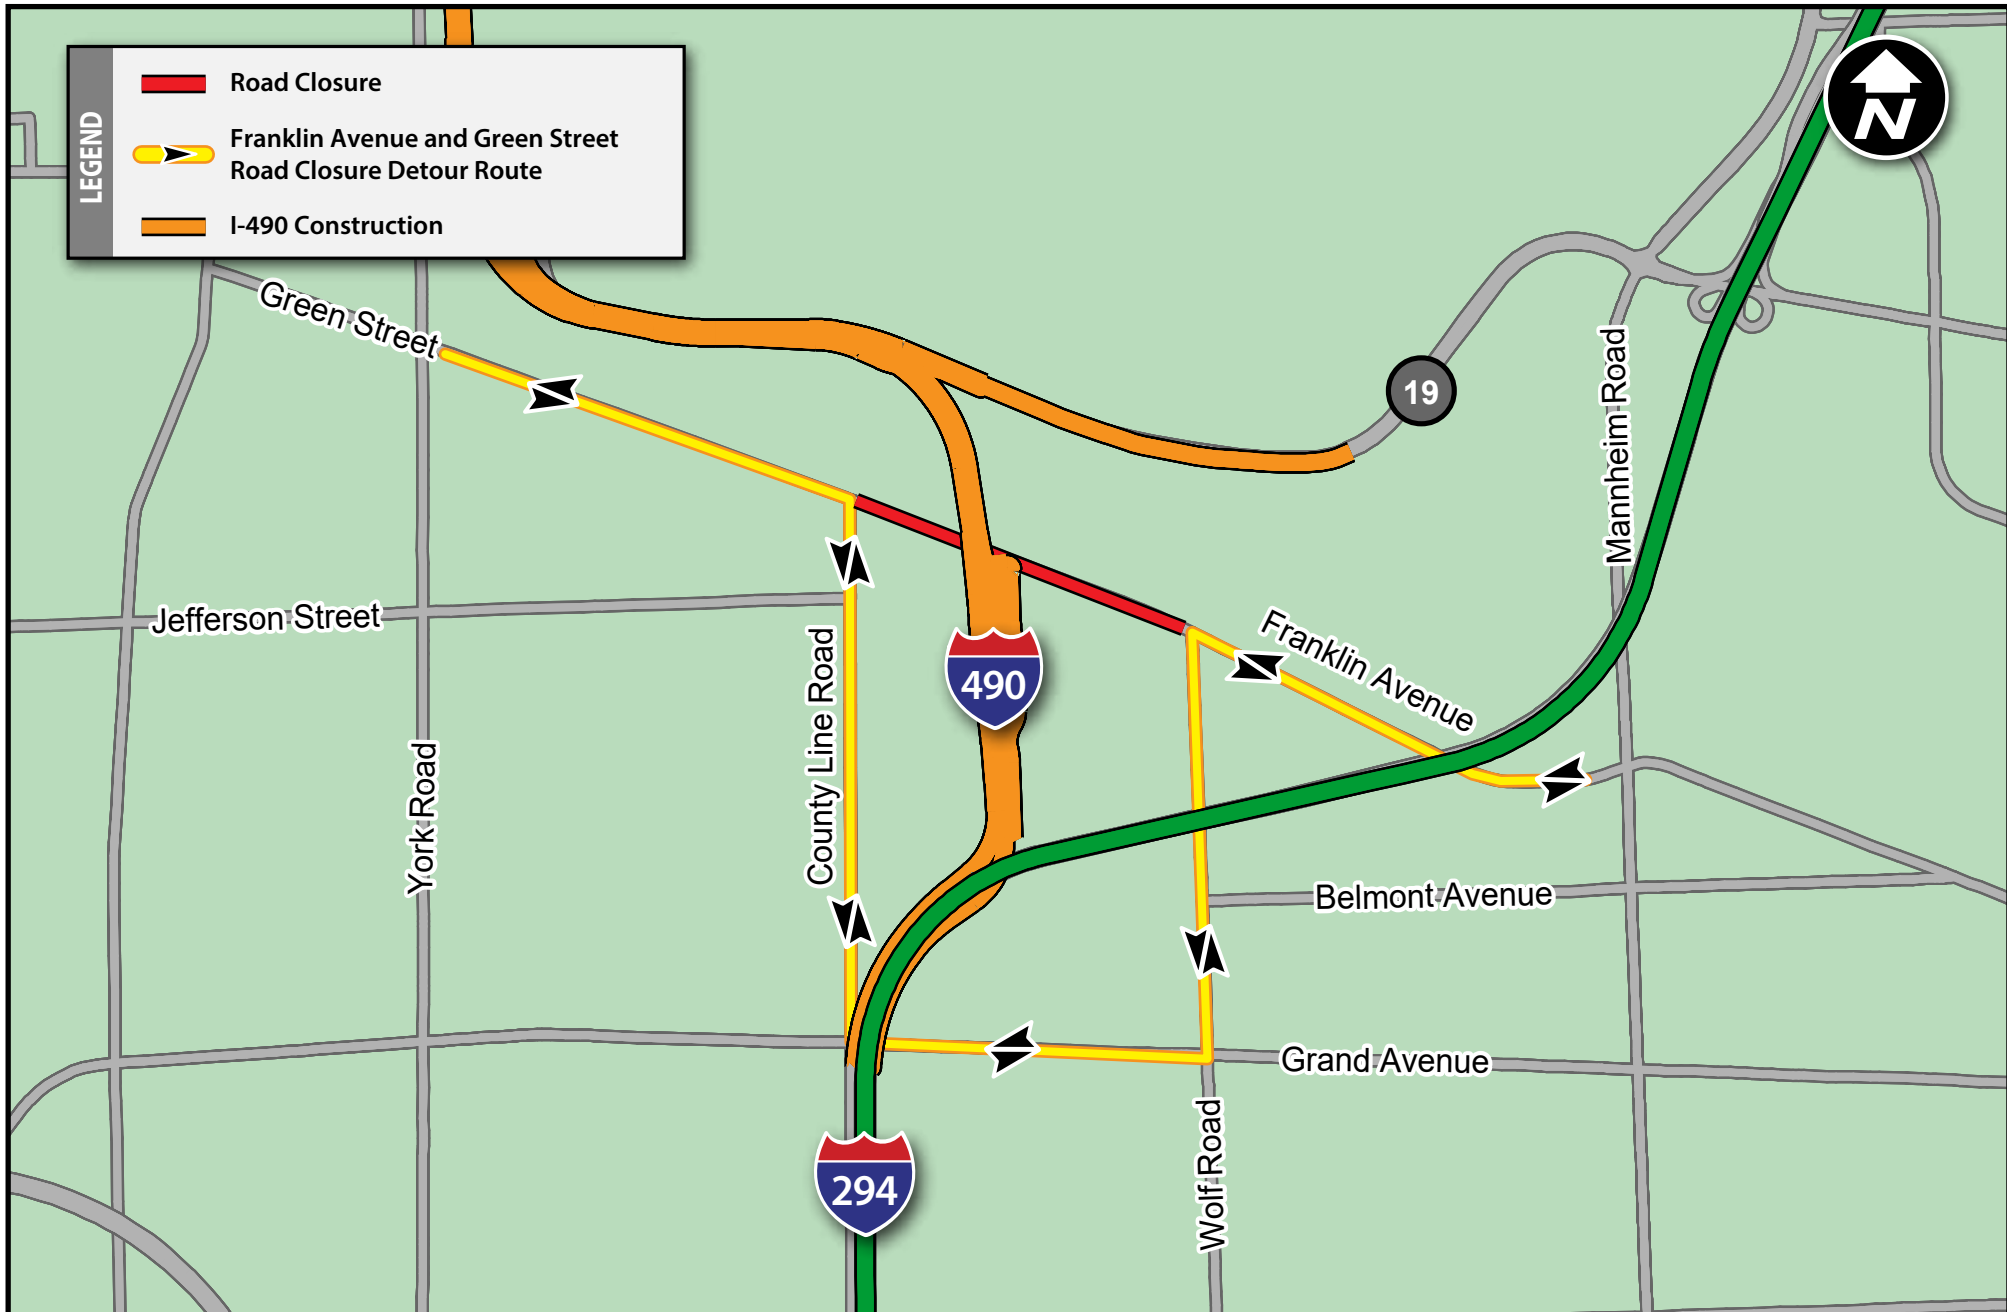 LEGEND
Road Closure
Franklin Avenue and Green Street
Road Closure Detour Route
I-490 Construction
N
Green Street
19
Mannheim Road
Jefferson Street
Franklin Avenue
490
County Line Road
York Road
Belmont Avenue
Grand Avenue
294
Wolf Road